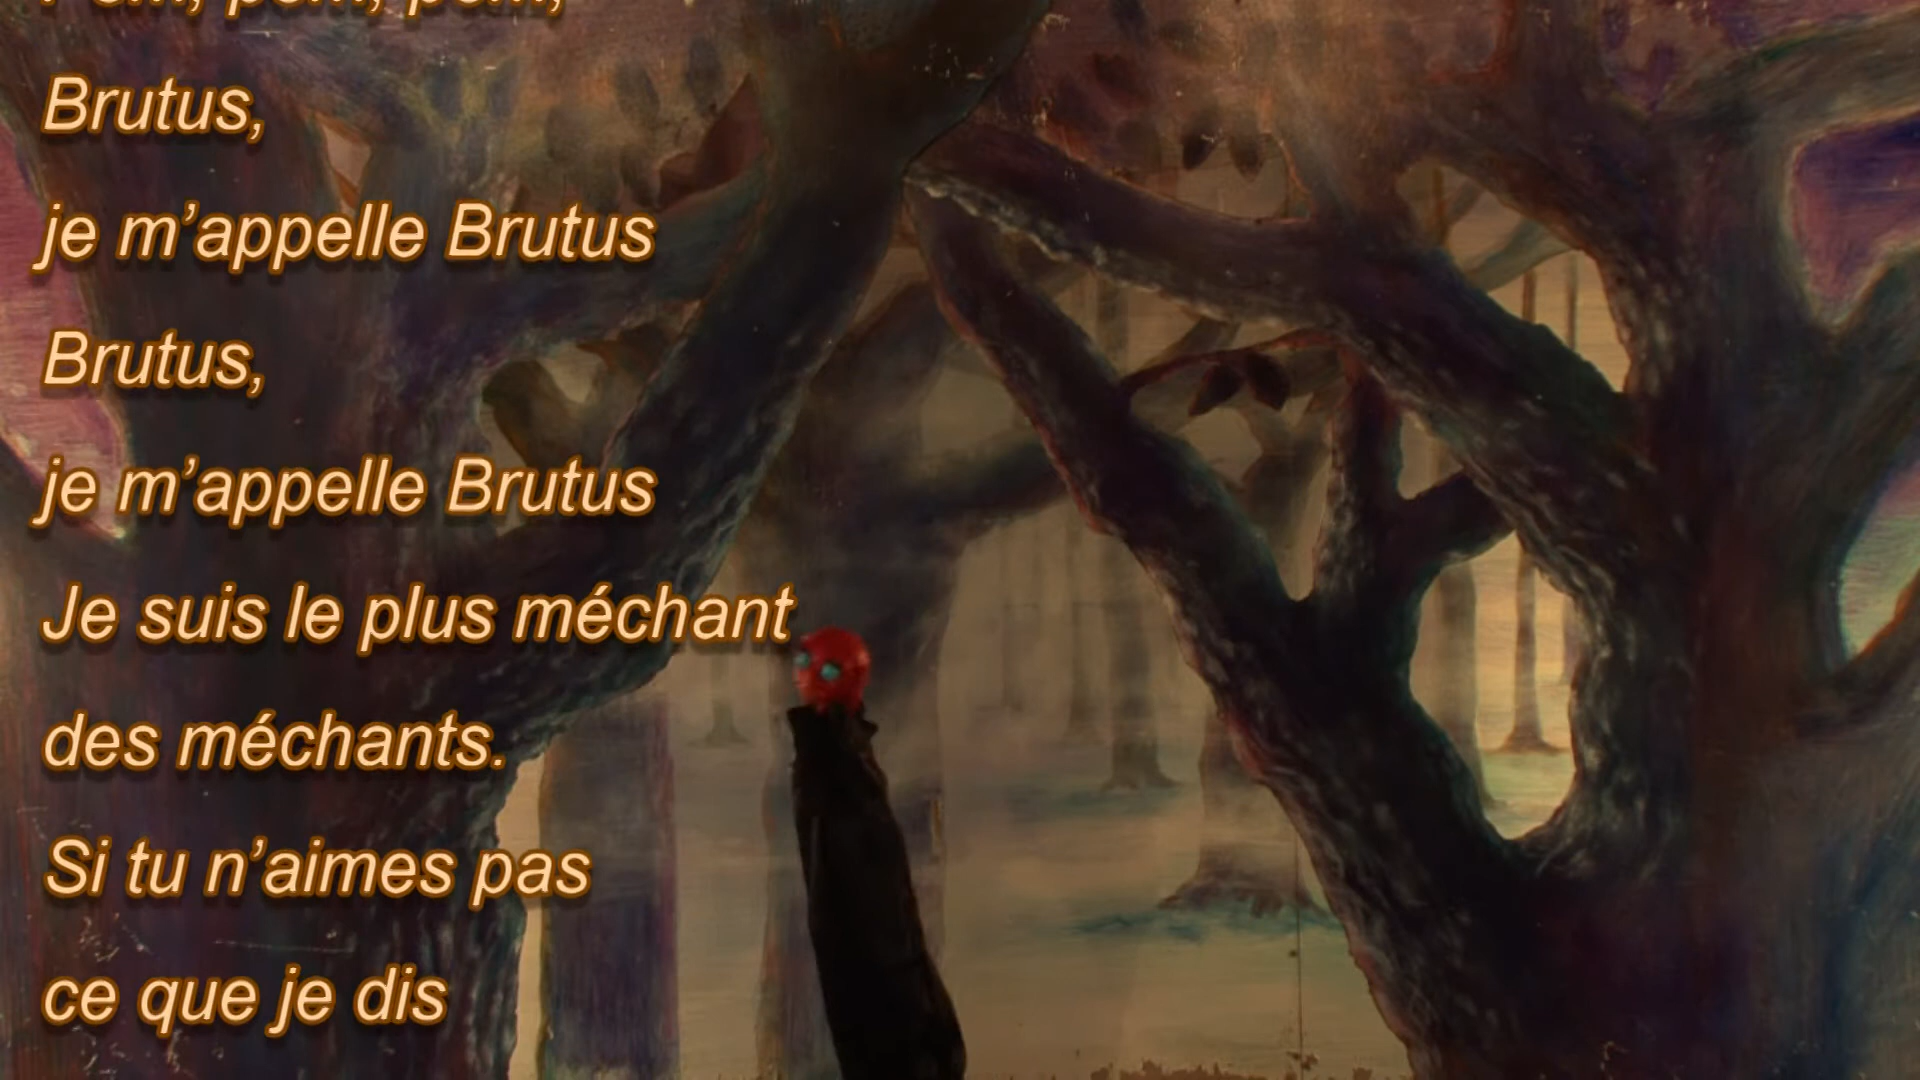 Brutus,
je m’appelle Brutus
Brutus,
je m’appelle Brutus
Je suis le plus méchant
des méchants.
Si tu n’aimes pas
ce que je dis